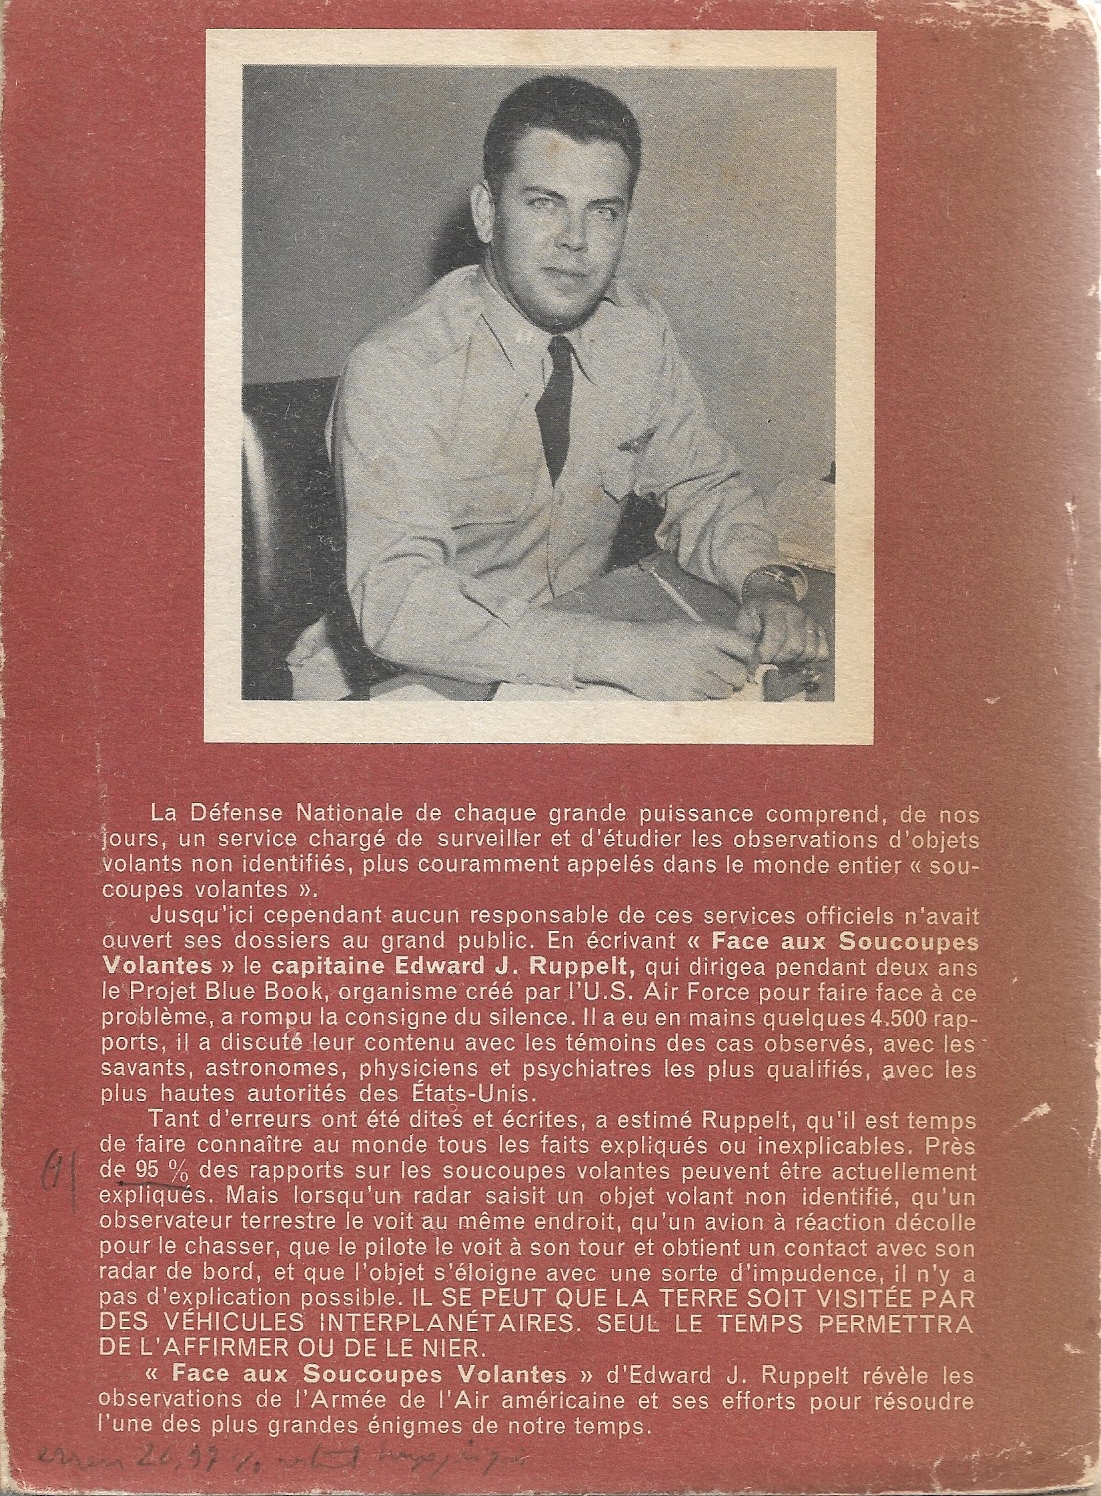 La Défense Nationale de chaque grande puissance comprend, de nos
jours, un service chargé de surveiller et d'étudier les observations d'objets
volants non identifiés, plus couramment appelés dans le monde entier « sou-
coupes volantes ».
Jusqu'ici cependant aucun responsable de ces services officiels n'avait
ouvert ses dossiers au grand public. En écrivant « Face aux Soucoupes
Volantes » le capitaine Edward J. Ruppelt, qui dirigea pendant deux ans
le Projet Blue Book, organisme créé par l'U.S. Air Force pour faire face à ce
problème, a rompu la consigne du silence. Il a eu en mains quelques 4.500 rap-
ports, il a discuté leur contenu avec les témoins des cas observés, avec les
savants, astronomes, physiciens et psychiatres les plus qualifiés, avec les
plus hautes autorités des États-Unis.
Tant d'erreurs ont été dites et écrites, a estimé Ruppelt, qu'il est temps
de faire connaître au monde tous les faits expliqués ou inexplicables. Près
de 95 % des rapports sur les soucoupes volantes peuvent être actuellement
expliqués. Mais lorsqu'un radar saisit un objet volant non identifié, qu'un
observateur terrestre le voit au même endroit, qu'un avion à réaction décolle
pour le chasser, que le pilote le voit à son tour et obtient un contact avec son
radar de bord, et que l'objet s'éloigne avec une sorte d'impudence, il n'y a
pas d'explication possible. IL SE PEUT QUE LA TERRE SOIT VISITÉE PAR
DES VÉHICULES INTERPLANÉTAIRES. SEUL LE TEMPS PERMETTRA
DE L'AFFIRMER OU DE LE NIER.
« Face aux Soucoupes Volantes » d'Edward J. Ruppelt révèle les
observations de l'Armée de l'Air américaine et ses efforts pour résoudre
l'une des plus grandes énigmes de notre temps.